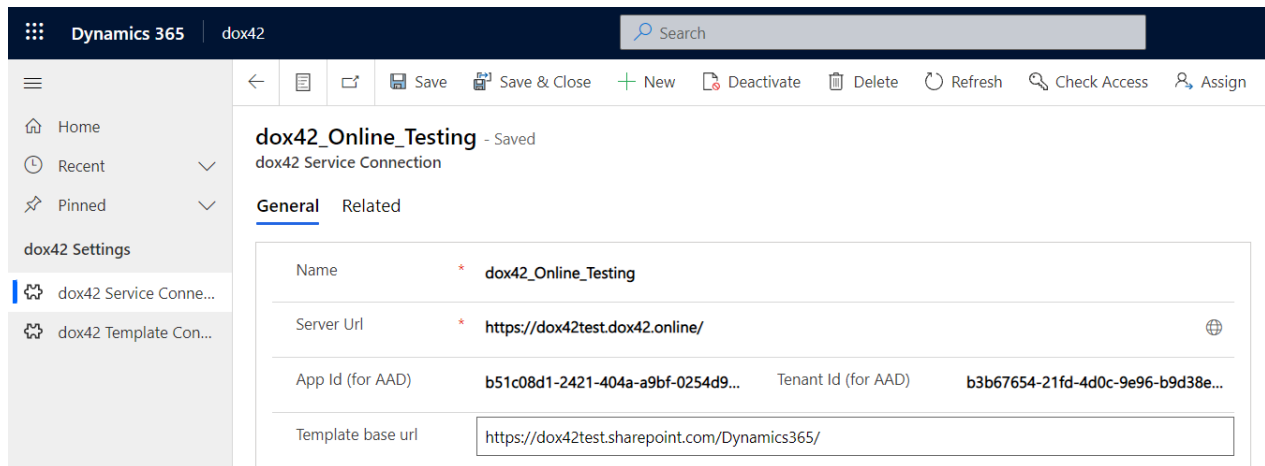 Dynamics 365 dox42 Search
Save Save & Close New Deactivate Delete Refresh Check Access Assign
Home
Recent
Pinned
dox42 Settings
dox42 Service Conne...
dox42 Template Con...
dox42_Online_Testing - Saved
dox42 Service Connection
General Related
Name * dox42_Online_Testing
Server Url * https://dox42test.dox42.online/
App Id (for AAD) b51c08d1-2421-404a-a9bf-0254d9... Tenant Id (for AAD) b3b67654-21fd-4d0c-9e96-b9d38e...
Template base url https://dox42test.sharepoint.com/Dynamics365/